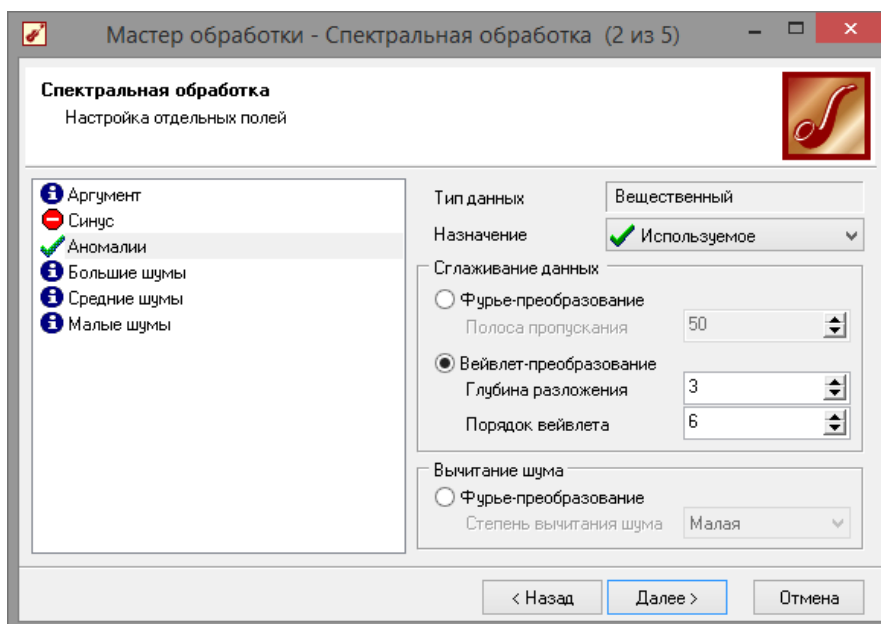 Мастер обработки - Спектральная обработка (2 из 5)
Спектральная обработка
Настройка отдельных полей
Аргумент
Синус
Аномалии
Большие шумы
Средние шумы
Малые шумы
Тип данных Вещественный
Назначение Используемое
Сглаживание данных
Фурье-преобразование
Полоса пропускания 50
Вейвлет-преобразование
Глубина разложения 3
Порядок вейвлета 6
Вычитание шума
Фурье-преобразование
Степень вычитания шума Малая
< Назад Далее > Отмена